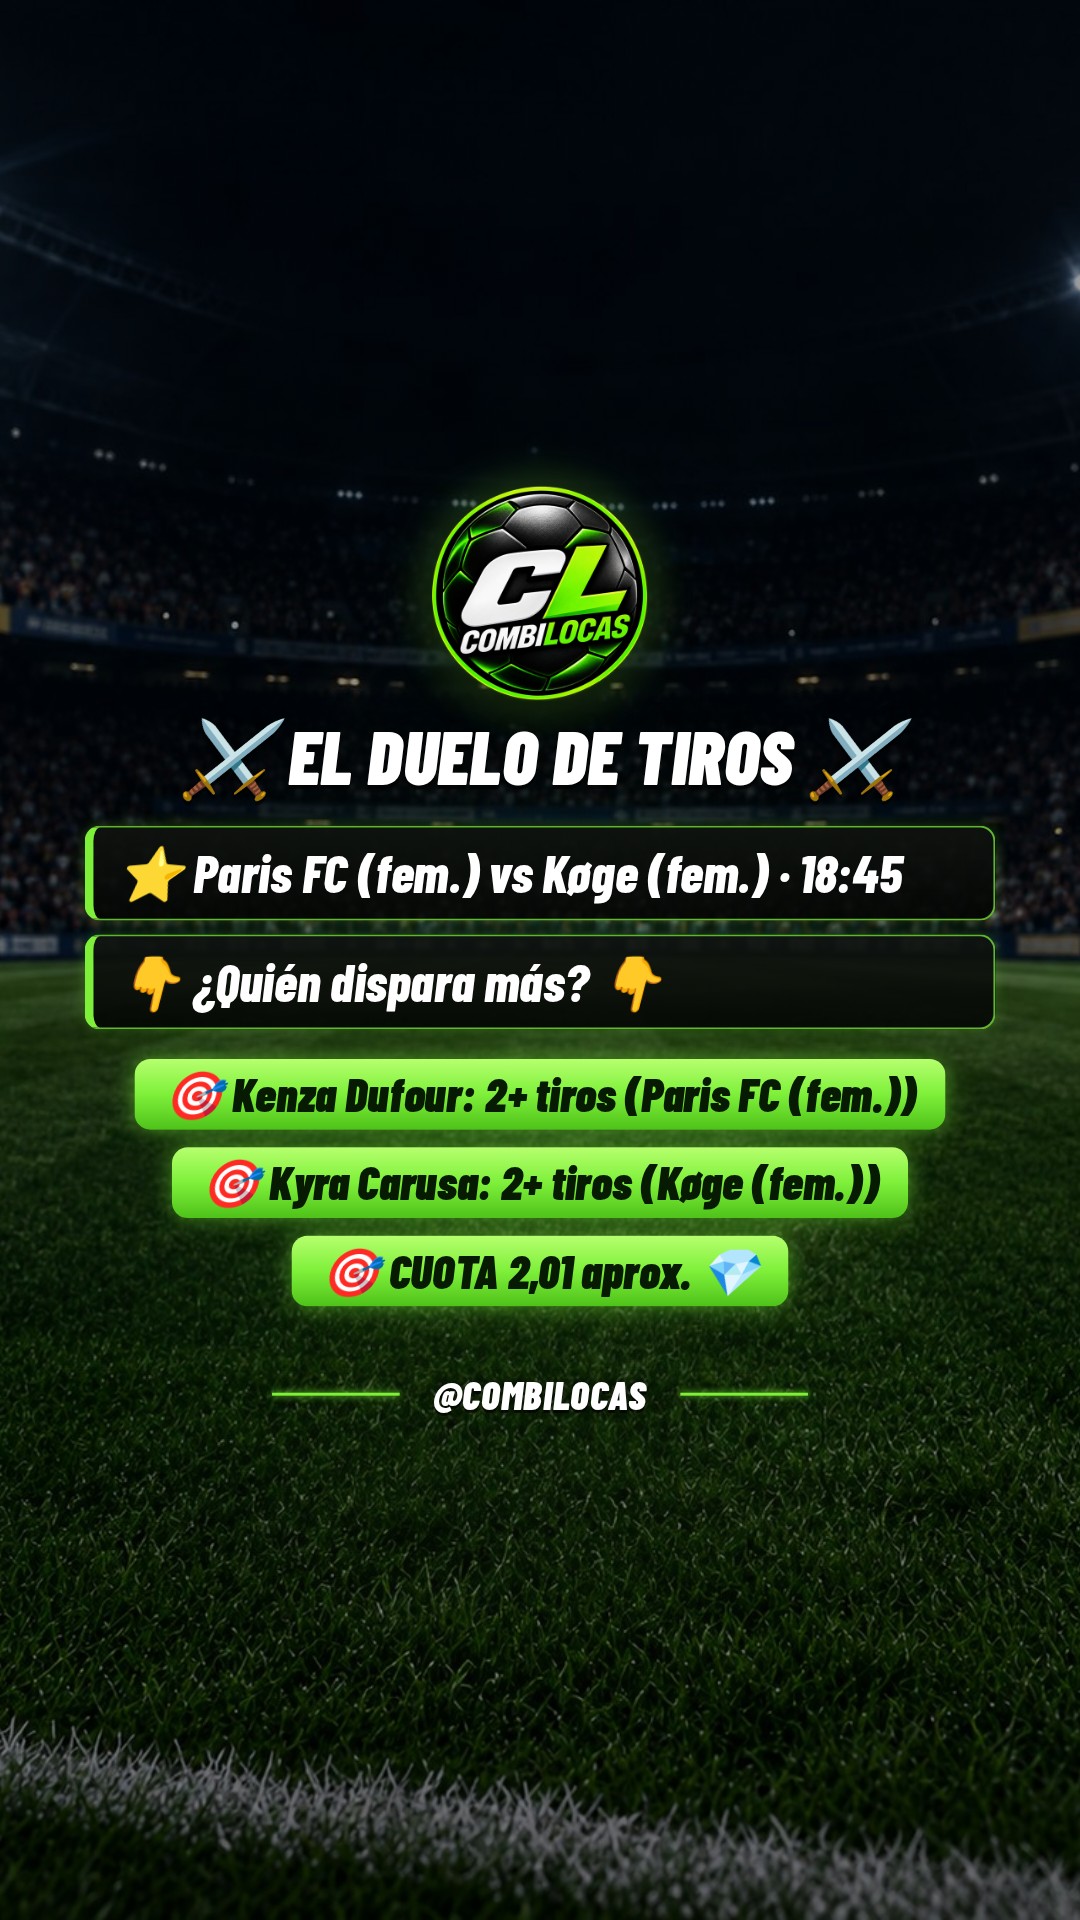 CL
COMBILOCAS
⚔️ EL DUELO DE TIROS ⚔️
⭐ Paris FC (fem.) vs Køge (fem.) · 18:45
👇 ¿Quién dispara más? 👇
🎯 Kenza Dufour: 2+ tiros (Paris FC (fem.))
🎯 Kyra Carusa: 2+ tiros (Køge (fem.))
🎯 CUOTA 2,01 aprox. 💎
@COMBILOCAS